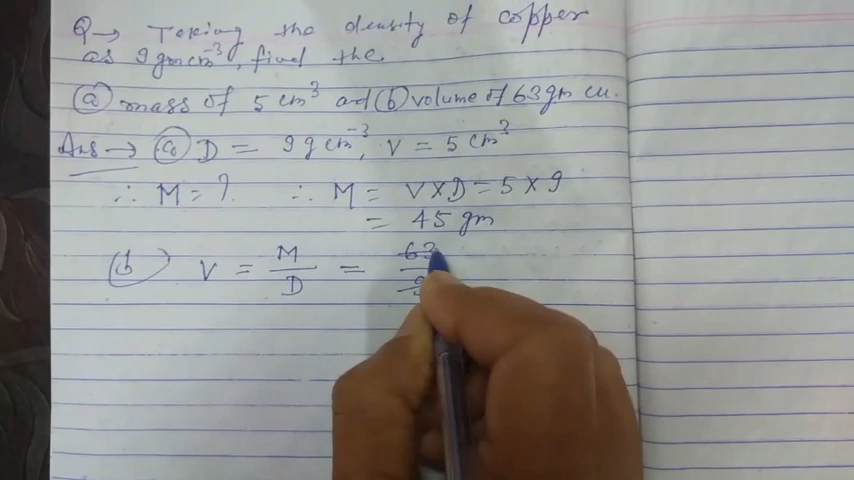 Q → Taking the density of copper
as 9 gm cm⁻³, find the
(a) mass of 5 cm³ and (b) volume of 63 gm cu.
Ans → (a) D = 9 g cm⁻³, V = 5 cm³
∴ M = ? ∴ M = V×D = 5 × 9
= 45 gm
(b) V = M/D = 63/9